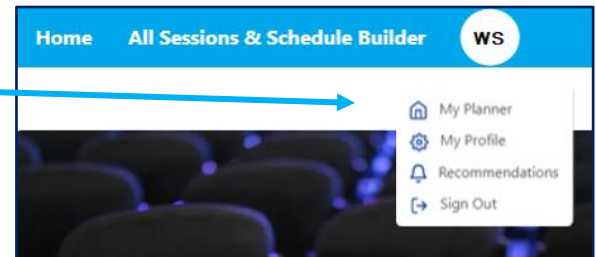 Home All Sessions & Schedule Builder WS
My Planner
My Profile
Recommendations
Sign Out